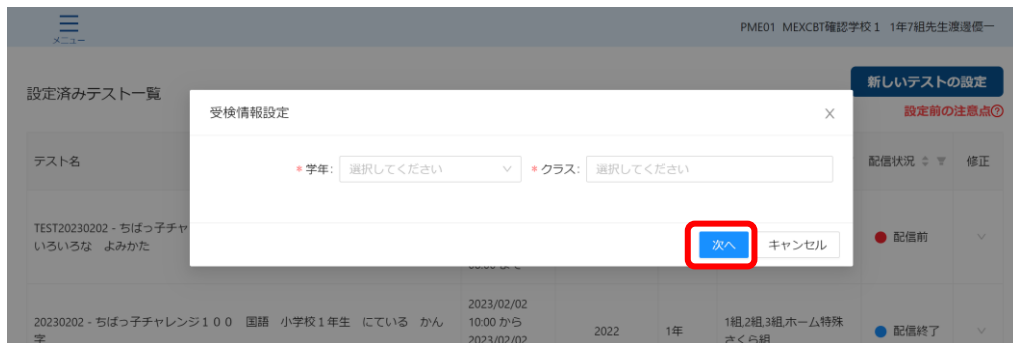 メニュー
PME01 MEXCBT確認学校１ 1年7組先生渡邊優一
設定済みテスト一覧
新しいテストの設定
設定前の注意点?
受検情報設定
* 学年: 選択してください * クラス: 選択してください
次へ キャンセル
テスト名
配信状況 修正
TEST20230202 - ちばっ子チャ
いろいろな よみかた
配信前
20230202 - ちばっ子チャレンジ１００ 国語 小学校１年生 にている かん
字
2023/02/02
10:00 から
2023/02/02
2022
1年
1組,2組,3組,ホーム特殊
さくら組
配信終了